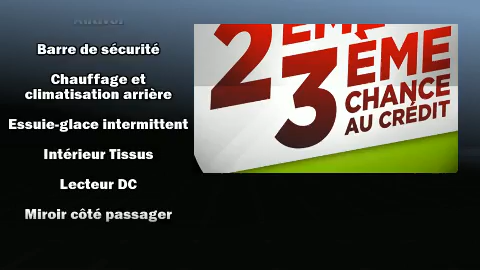 Barre de sécurité
Chauffage et
climatisation arrière
Essuie-glace intermittent
Intérieur Tissus
Lecteur DC
Miroir côté passager
2ÈME
3ÈME
CHANCE
AU CRÉDIT